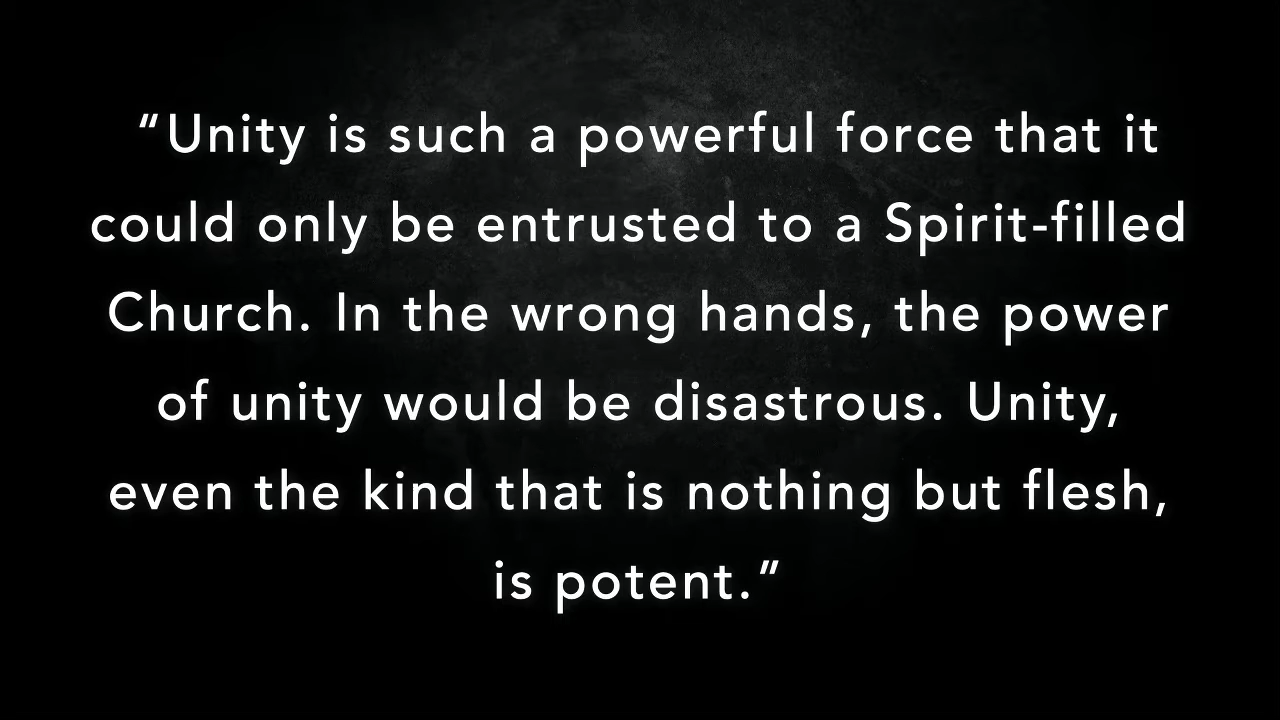 “Unity is such a powerful force that it
could only be entrusted to a Spirit-filled
Church. In the wrong hands, the power
of unity would be disastrous. Unity,
even the kind that is nothing but flesh,
is potent.”